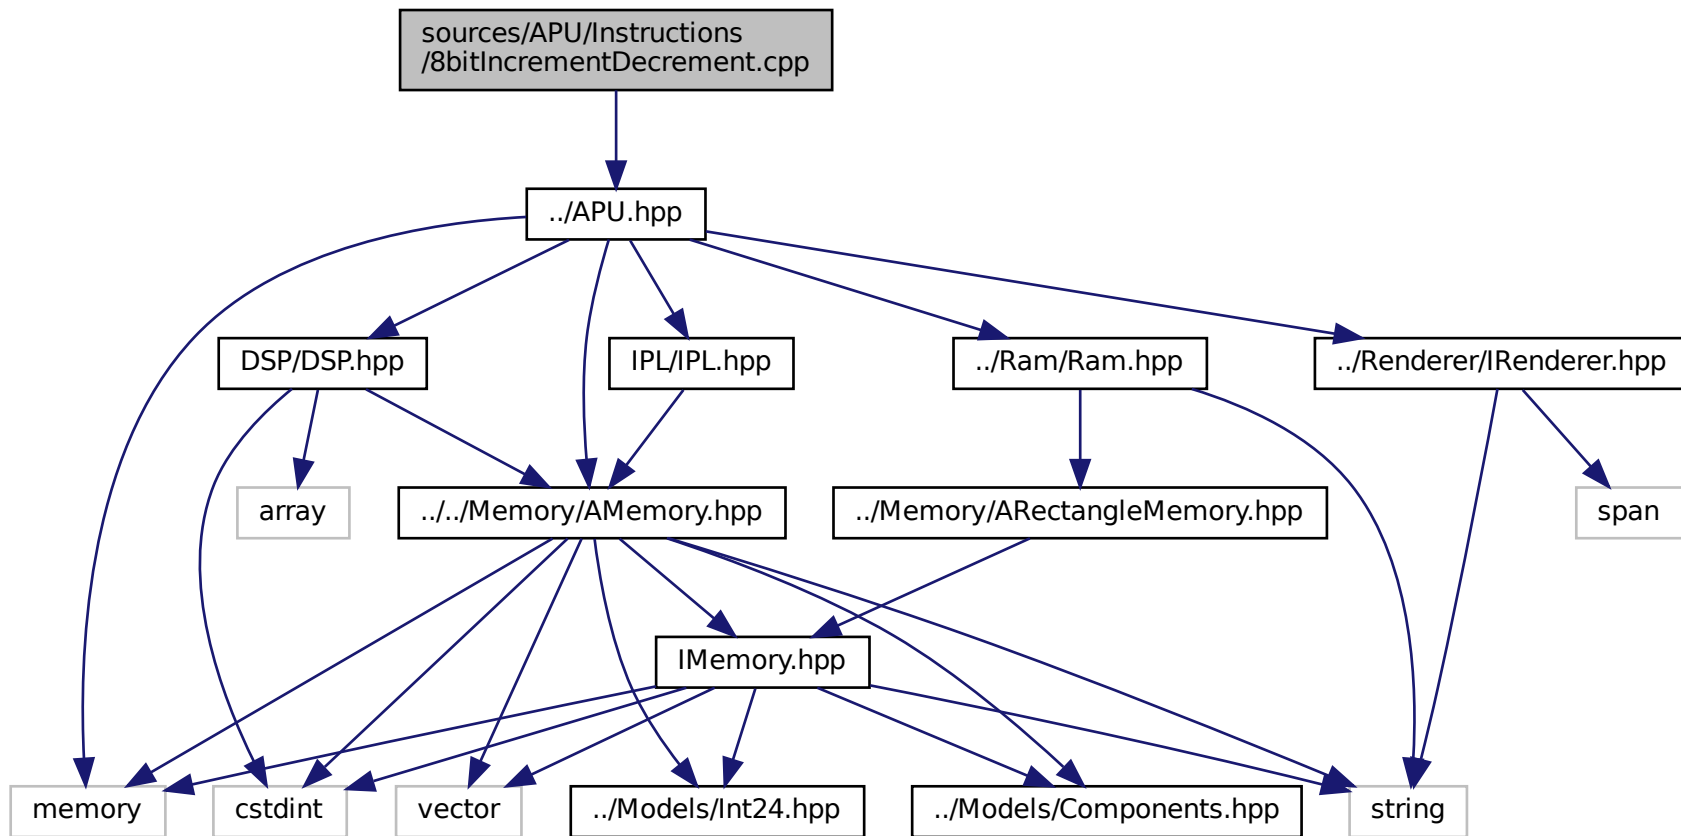 sources/APU/Instructions
/8bitIncrementDecrement.cpp
../APU.hpp
DSP/DSP.hpp
IPL/IPL.hpp
../Ram/Ram.hpp
../Renderer/IRenderer.hpp
array
../../Memory/AMemory.hpp
../Memory/ARectangleMemory.hpp
span
IMemory.hpp
memory
cstdint
vector
../Models/Int24.hpp
../Models/Components.hpp
string